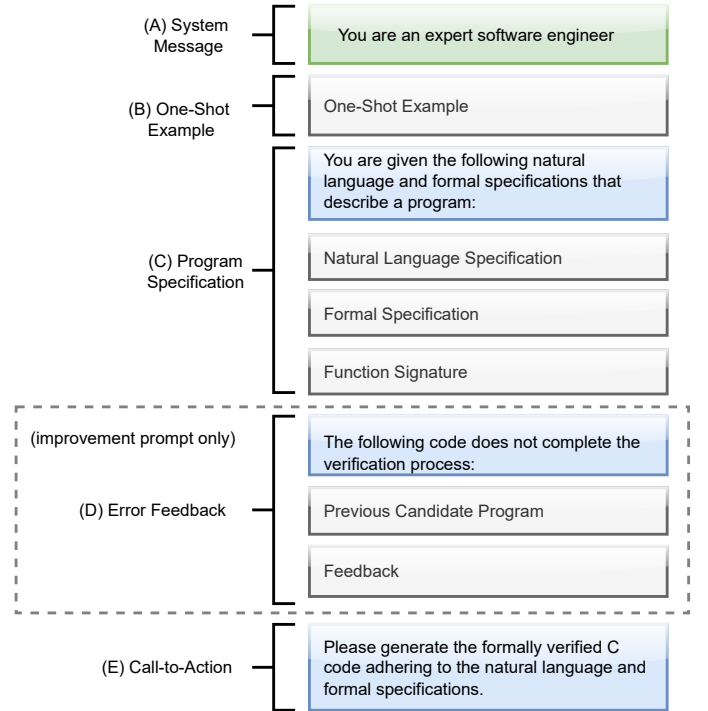 (A) System
Message
You are an expert software engineer
(B) One-Shot
Example
One-Shot Example
You are given the following natural
language and formal specifications that
describe a program:
(C) Program
Specification
Natural Language Specification
Formal Specification
Function Signature
(improvement prompt only)
The following code does not complete the
verification process:
(D) Error Feedback
Previous Candidate Program
Feedback
(E) Call-to-Action
Please generate the formally verified C
code adhering to the natural language and
formal specifications.